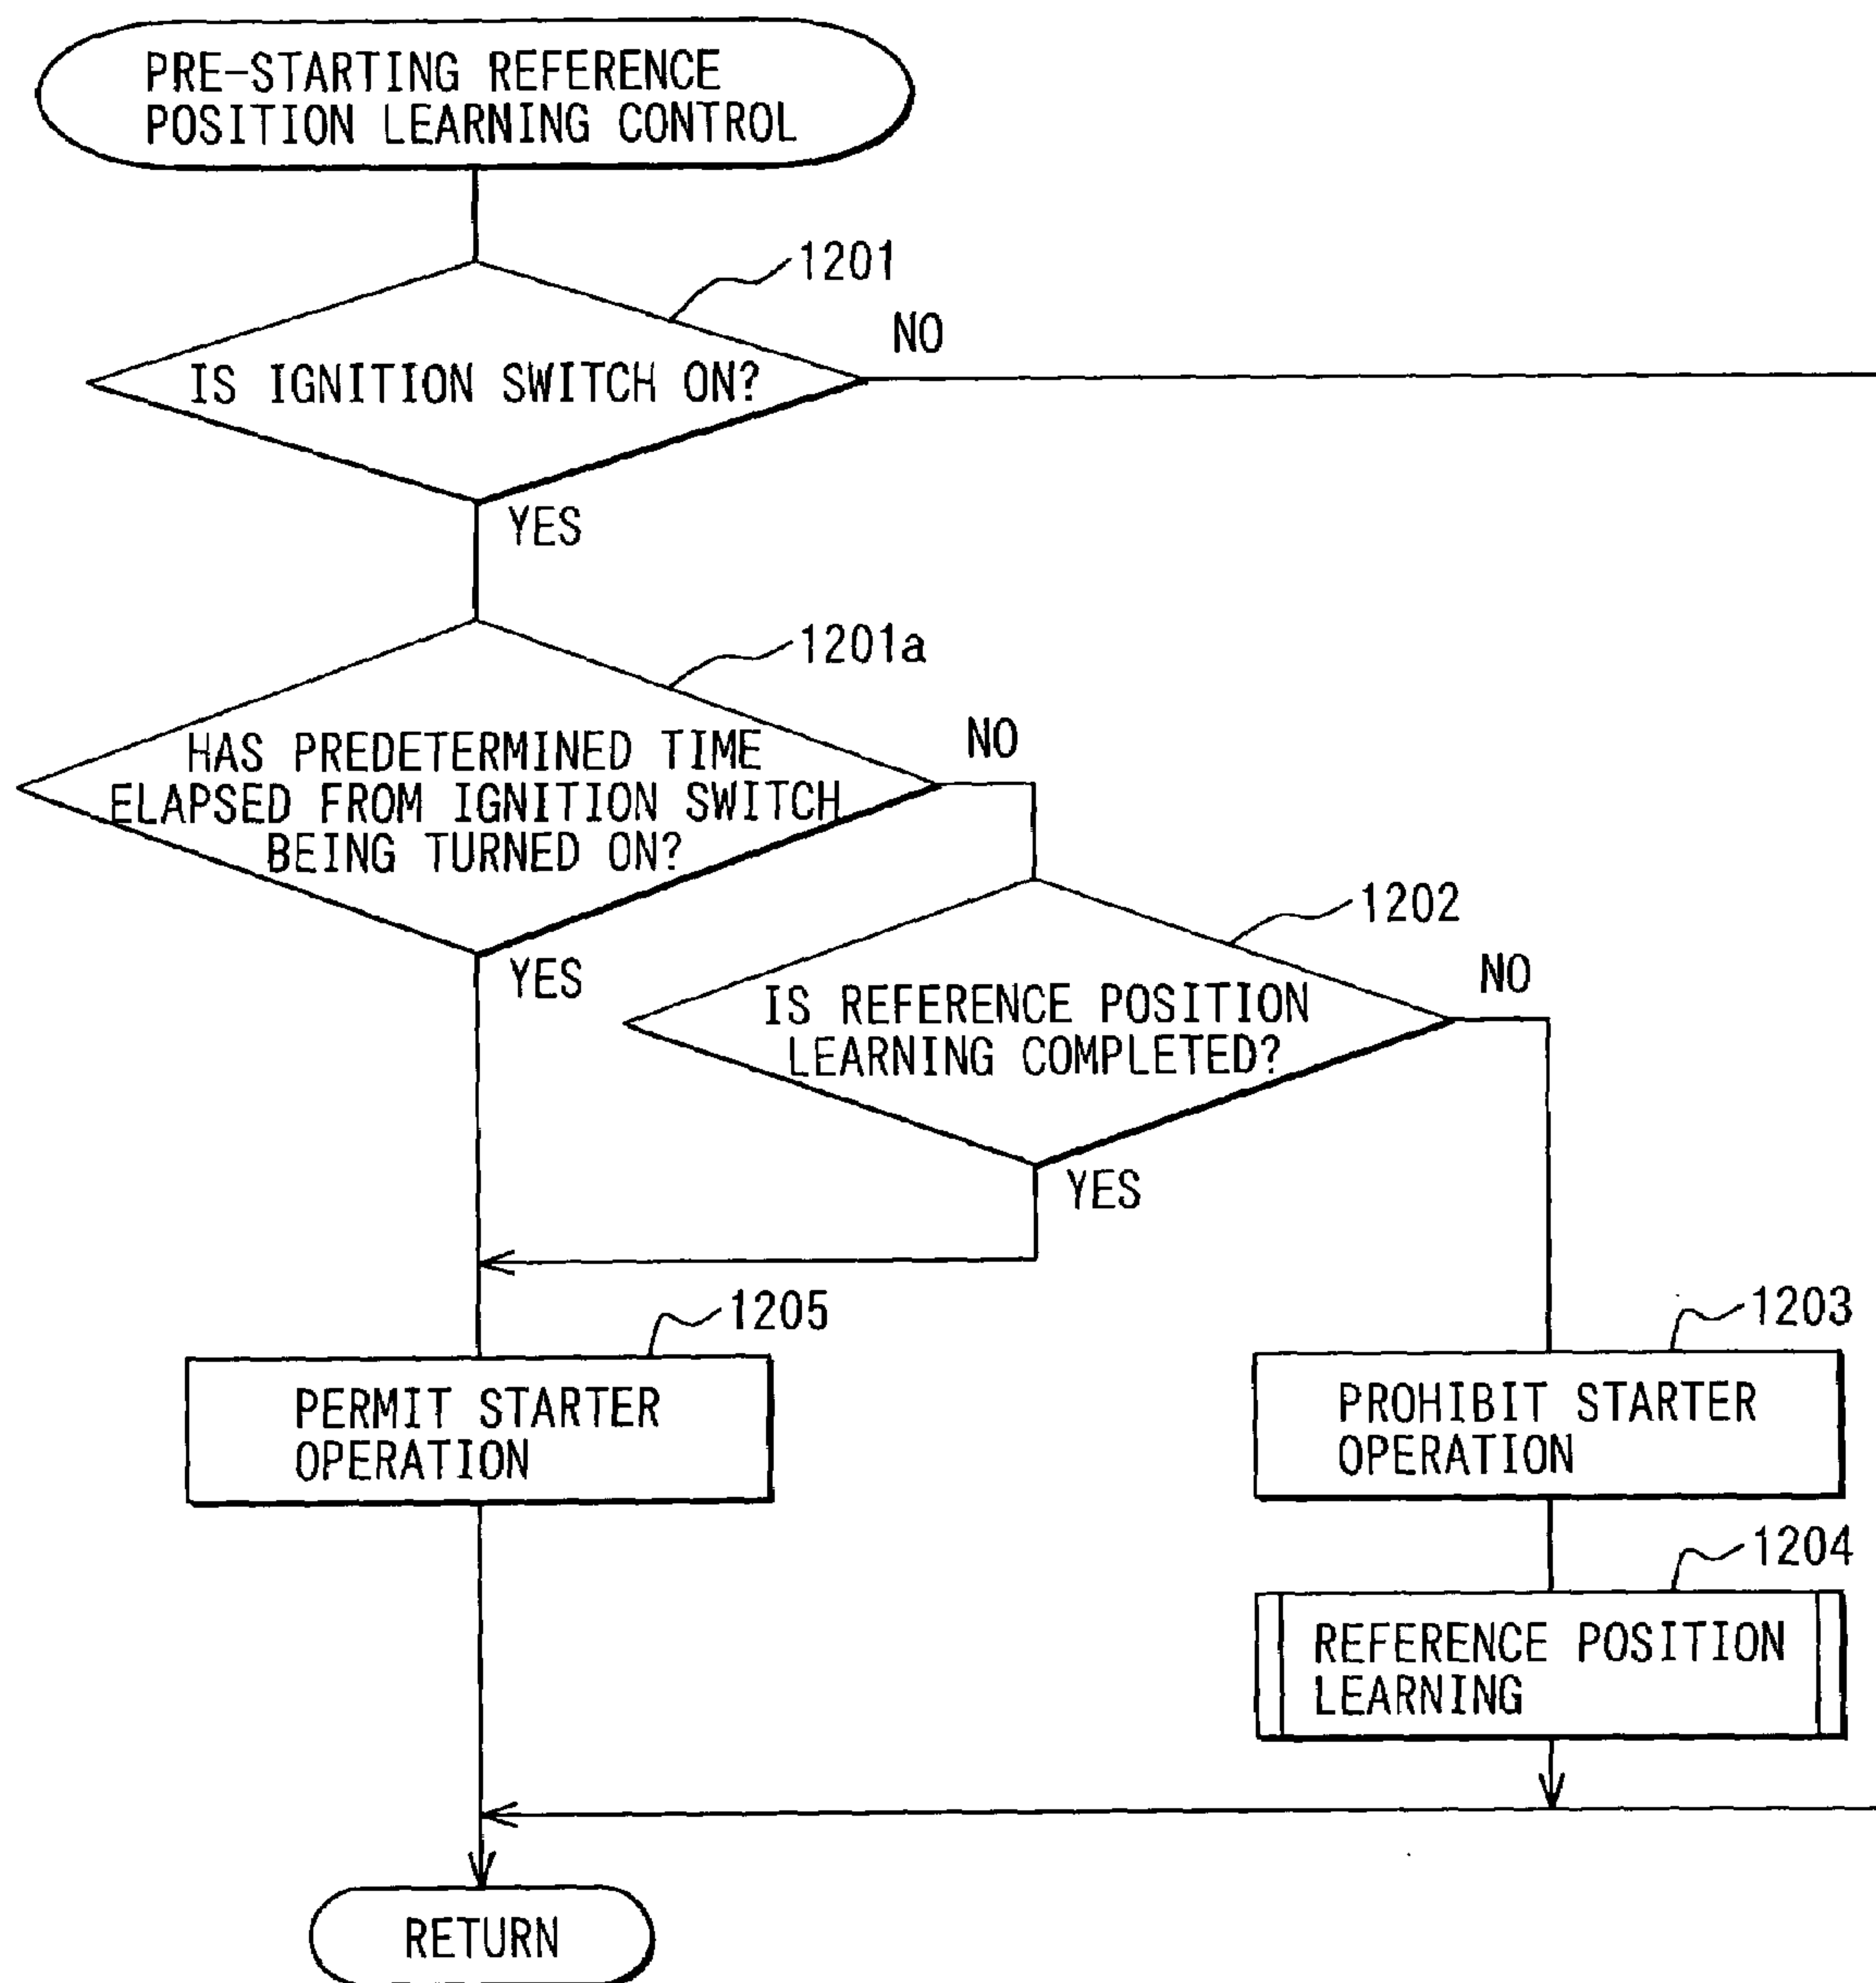 PRE-STARTING REFERENCE
POSITION LEARNING CONTROL
1201
NO
IS IGNITION SWITCH ON?
YES
1201a
NO
HAS PREDETERMINED TIME
ELAPSED FROM IGNITION SWITCH
BEING TURNED ON?
YES
1202
NO
IS REFERENCE POSITION
LEARNING COMPLETED?
YES
1205
PERMIT STARTER
OPERATION
1203
PROHIBIT STARTER
OPERATION
1204
REFERENCE POSITION
LEARNING
RETURN